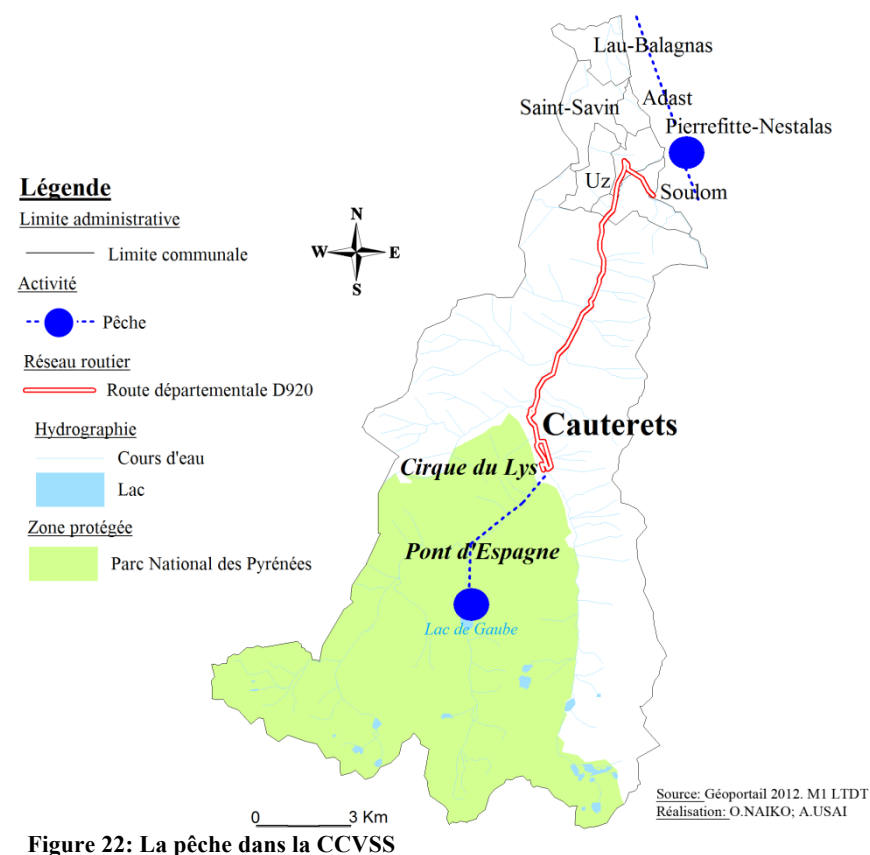 Lau-Balagnas
Adast
Saint-Savin
Pierrefitte-Nestalas
Uz
Soulom
Légende
Limite administrative
Limite communale
Activité
Pêche
Réseau routier
Route départementale D920
Hydrographie
Cours d'eau
Lac
Zone protégée
Parc National des Pyrénées
N
W
E
S
Cauterets
Cirque du Lys
Pont d'Espagne
Lac de Gaube
0 3 Km
Source: Géoportail 2012. M1 LTDT
Réalisation: O.NAIKO; A.USAI
Figure 22: La pêche dans la CCVSS